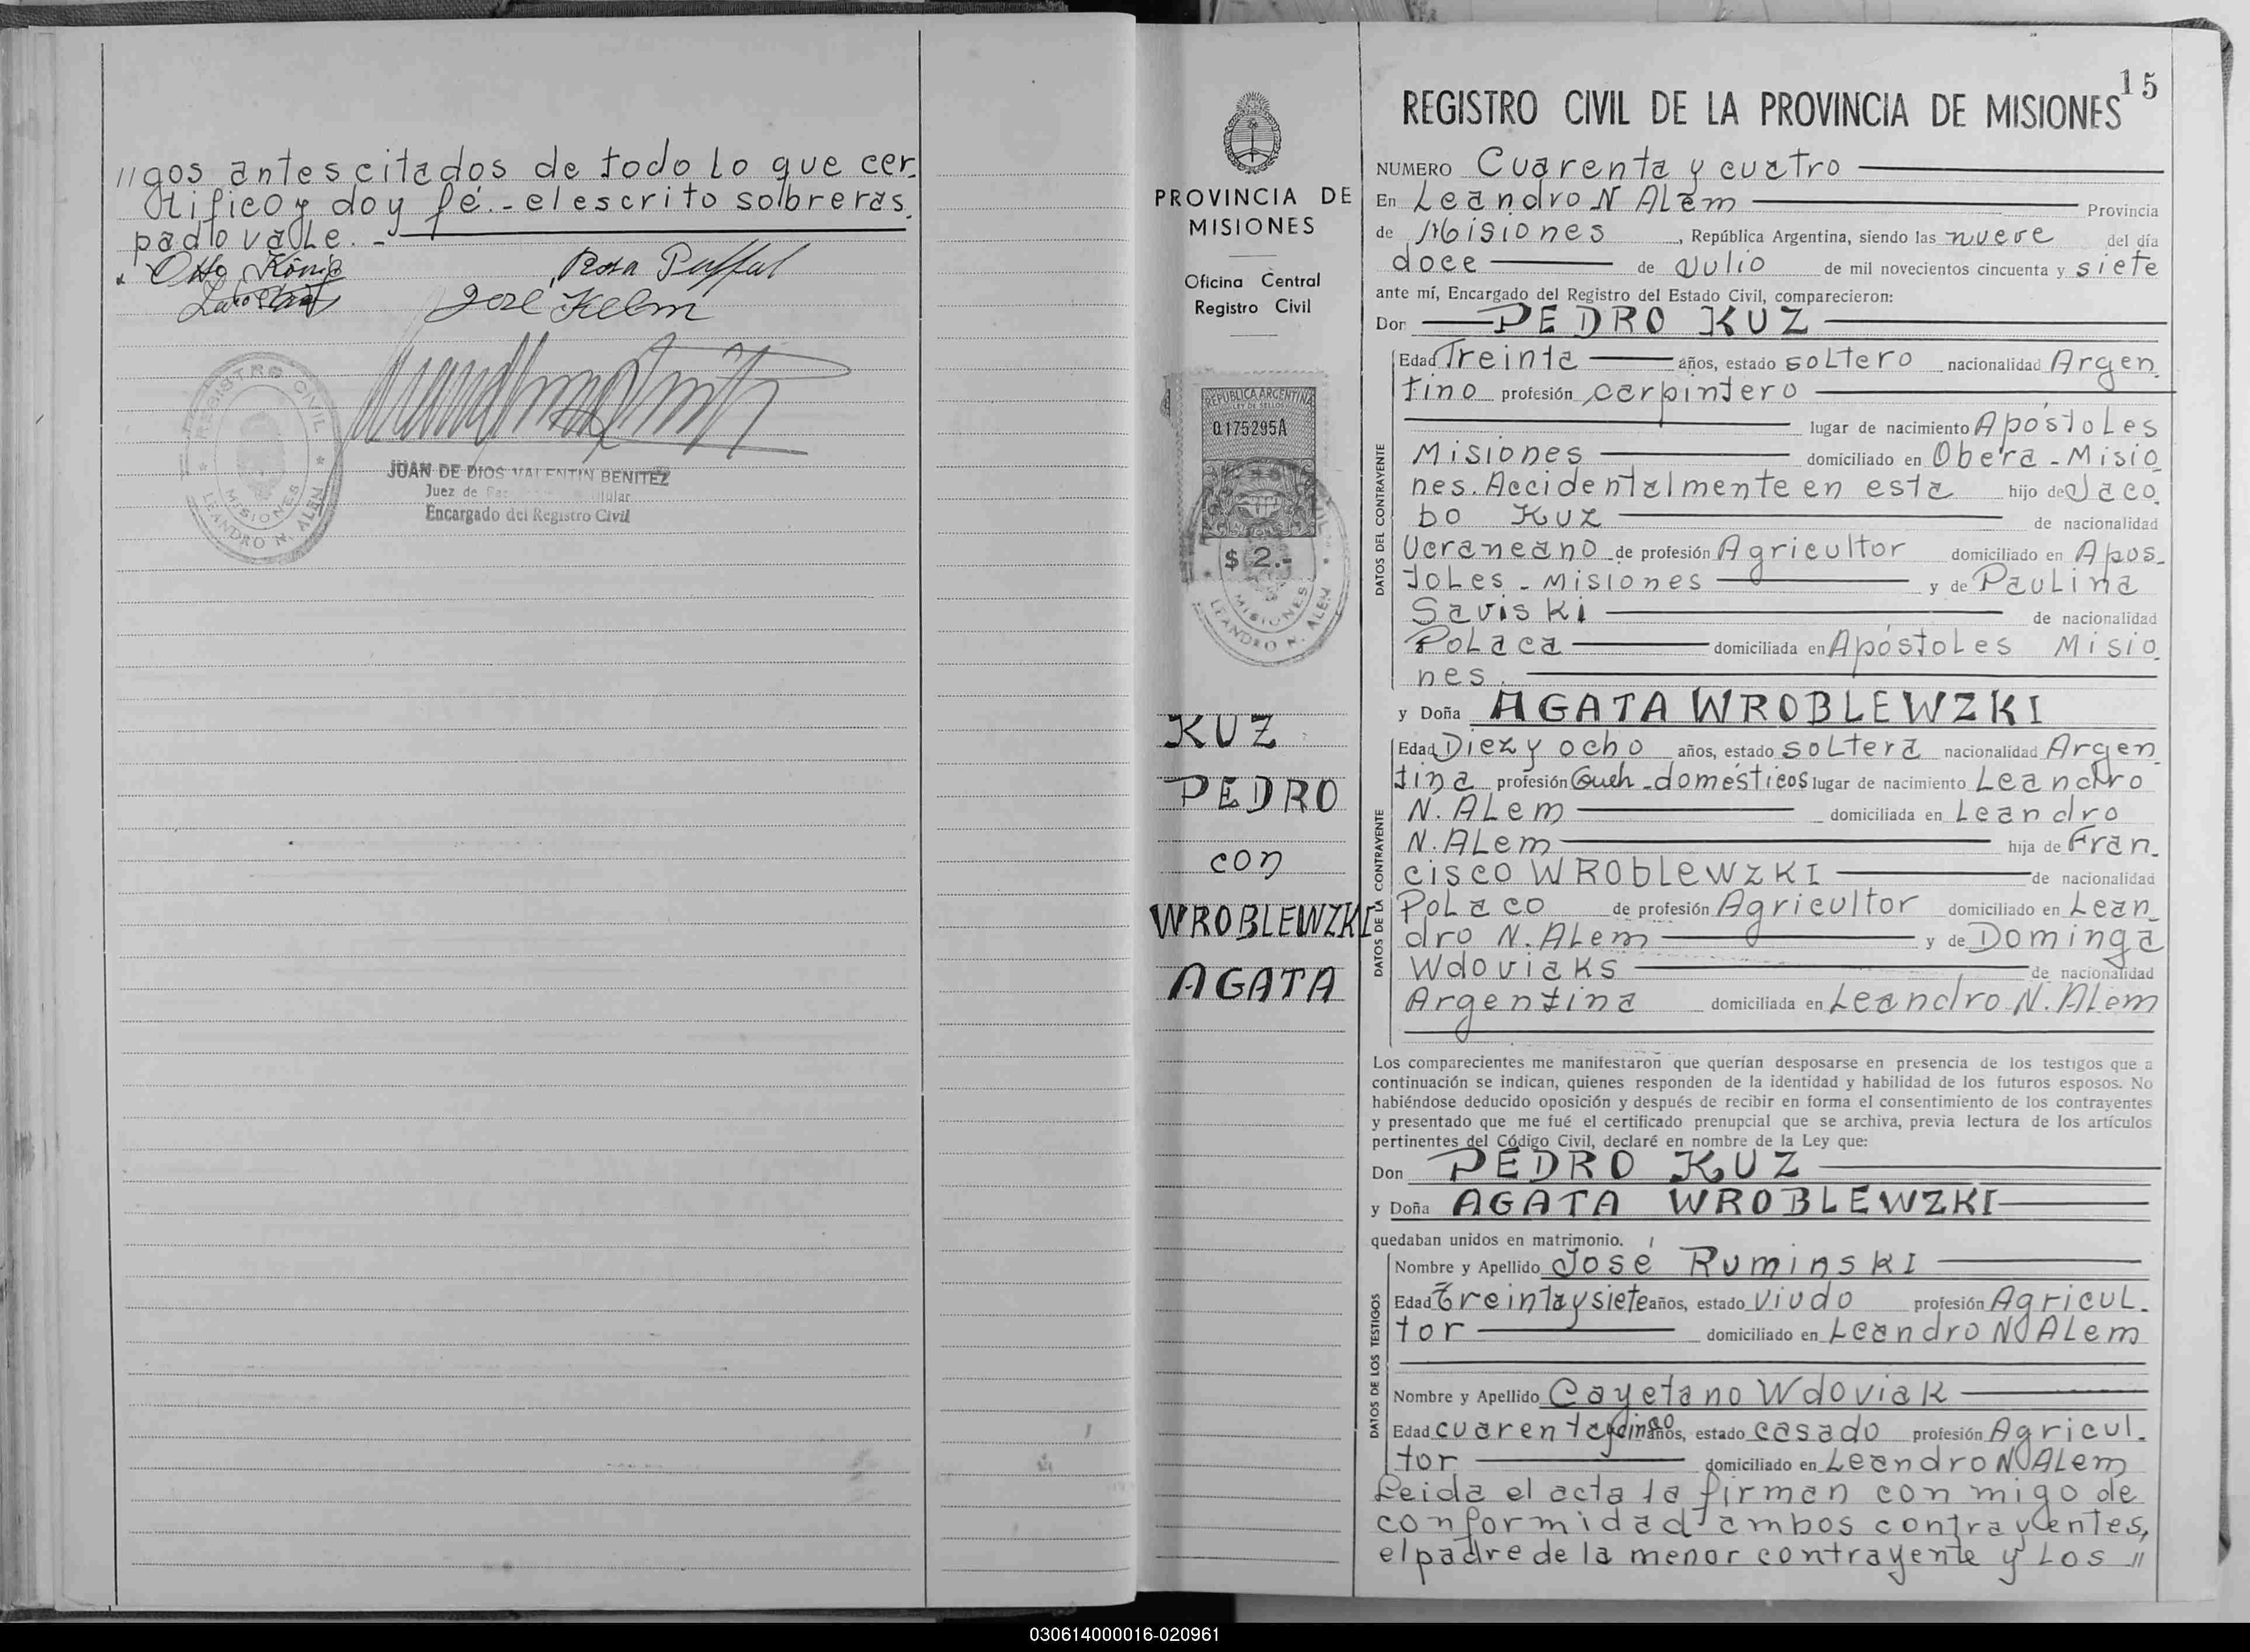 //gos antes citados de todo lo que cer-
tifico y doy fé.- el escrito sobreras-
pado vale. -
Otto König
Rosa Puffal
José Kelm
REGISTRO CIVIL
MISIONES
LEANDRO N. ALEM
JUAN DE DIOS VALENTIN BENITEZ
Juez de Paz Titular
Encargado del Registro Civil
PROVINCIA DE
MISIONES
Oficina Central
Registro Civil
REPUBLICA ARGENTINA
LEY DE SELLOS
0175295A
$ 2.-
MISIONES
LEANDRO N. ALEM
KUZ
PEDRO
con
WROBLEWZKI
AGATA
15
REGISTRO CIVIL DE LA PROVINCIA DE MISIONES
NUMERO Cuarenta y cuatro
En Leandro N Alem Provincia
de Misiones , República Argentina, siendo las nueve del día
doce de Julio de mil novecientos cincuenta y siete
ante mí, Encargado del Registro del Estado Civil, comparecieron:
Don PEDRO KUZ
DATOS DEL CONTRAYENTE
Edad Treinta años, estado soltero nacionalidad Argen-
tino profesión carpintero
lugar de nacimiento Apóstoles
Misiones domiciliado en Obera - Misio-
nes. Accidentalmente en esta hijo de Jaco-
bo Kuz de nacionalidad
Ucraneano de profesión Agricultor domiciliado en Apos-
toles - Misiones y de Paulina
Saviski de nacionalidad
Polaca domiciliada en Apóstoles Misio-
nes.
y Doña AGATA WROBLEWZKI
DATOS DE LA CONTRAYENTE
Edad Diez y ocho años, estado soltera nacionalidad Argen-
tina profesión Queh-domésticos lugar de nacimiento Leandro
N. Alem domiciliada en Leandro
N. Alem hija de Fran-
cisco WROblewzKI de nacionalidad
Polaco de profesión Agricultor domiciliado en Lean-
dro N. Alem y de Dominga
Wdoviaks de nacionalidad
Argentina domiciliada en Leandro N. Alem
Los comparecientes me manifestaron que querían desposarse en presencia de los testigos que a
continuación se indican, quienes responden de la identidad y habilidad de los futuros esposos. No
habiéndose deducido oposición y después de recibir en forma el consentimiento de los contrayentes
y presentado que me fué el certificado prenupcial que se archiva, previa lectura de los artículos
pertinentes del Código Civil, declaré en nombre de la Ley que:
Don PEDRO KUZ
y Doña AGATA WROBLEWZKI
quedaban unidos en matrimonio.
DATOS DE LOS TESTIGOS
Nombre y Apellido José Ruminski
Edad Treinta y siete años, estado viudo profesión Agricul-
tor domiciliado en Leandro N Alem
Nombre y Apellido Cayetano Wdoviak
Edad cuarenta y cinco años, estado casado profesión Agricul-
tor domiciliado en Leandro N Alem
Leida el acta la firman con migo de
conformidad ambos contrayentes,
el padre de la menor contrayente y los //
030614000016-020961